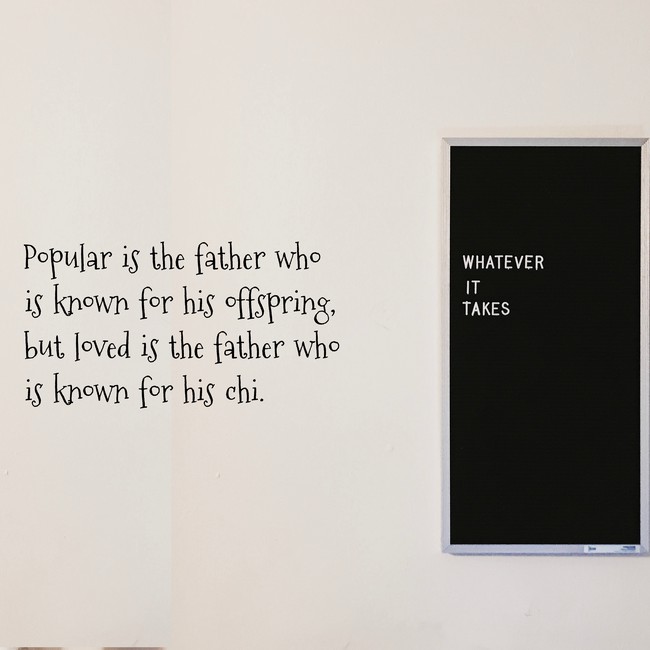 Popular is the father who
is known for his offspring,
but loved is the father who
is known for his chi.
WHATEVER
IT
TAKES